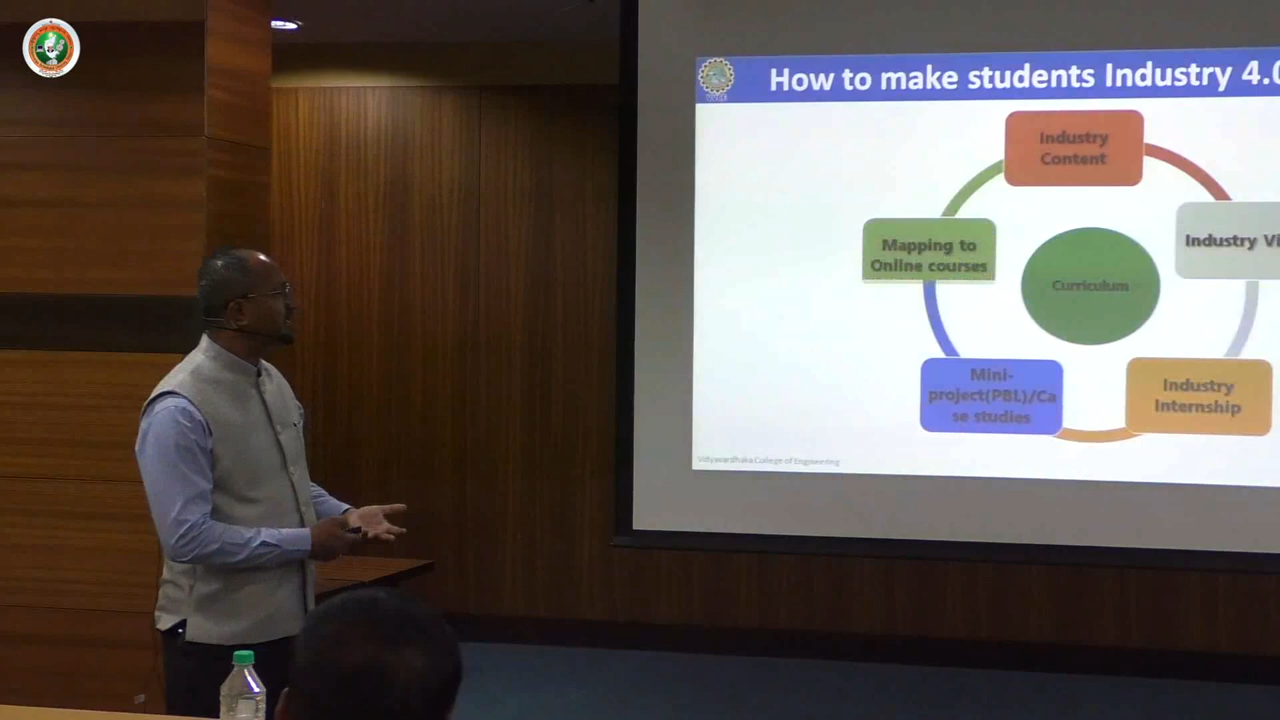 How to make students Industry 4.0
Industry
Content
Mapping to
Online courses
Industry Vi
Curriculum
Mini-
project(PBL)/Ca
se studies
Industry
Internship
Vidyavardhaka College of Engineering